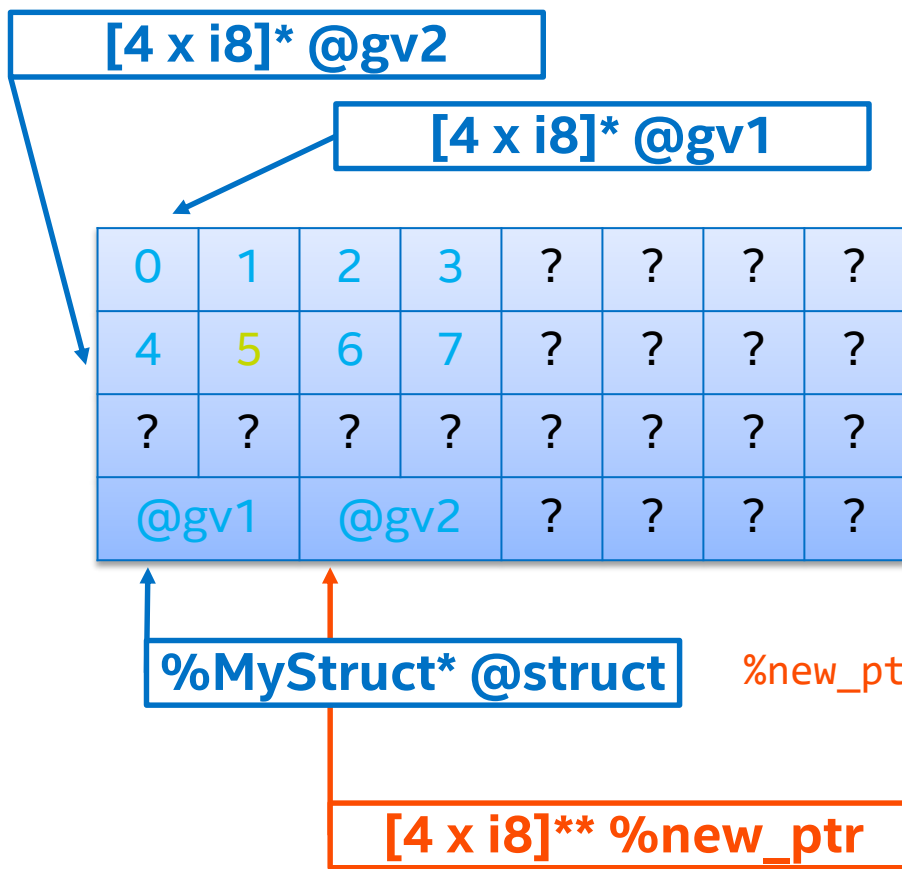 [4 x i8]* @gv2
[4 x i8]* @gv1
0 1 2 3 ? ? ? ?
4 5 6 7 ? ? ? ?
? ? ? ? ? ? ? ?
@gv1 @gv2 ? ? ? ?
%MyStruct* @struct
%new_pt
[4 x i8]** %new_ptr